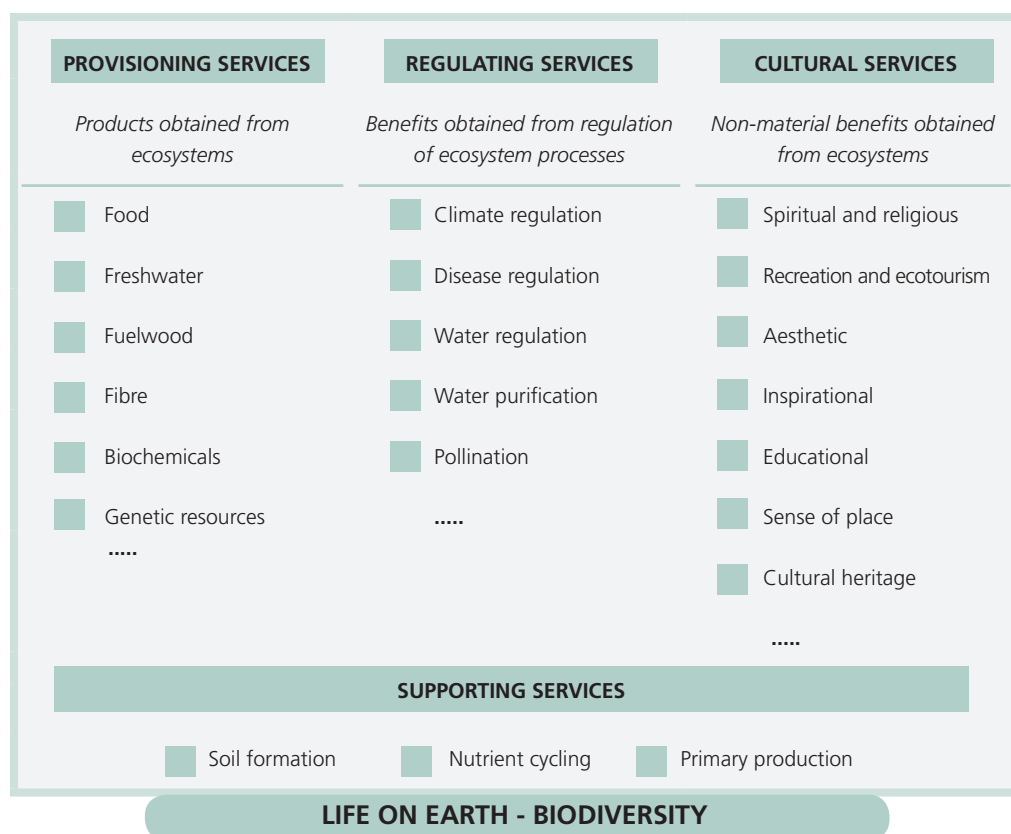 PROVISIONING SERVICES
Products obtained from
ecosystems
Food
Freshwater
Fuelwood
Fibre
Biochemicals
Genetic resources
.....
REGULATING SERVICES
Benefits obtained from regulation
of ecosystem processes
Climate regulation
Disease regulation
Water regulation
Water purification
Pollination
.....
CULTURAL SERVICES
Non-material benefits obtained
from ecosystems
Spiritual and religious
Recreation and ecotourism
Aesthetic
Inspirational
Educational
Sense of place
Cultural heritage
.....
SUPPORTING SERVICES
Soil formation
Nutrient cycling
Primary production
LIFE ON EARTH - BIODIVERSITY